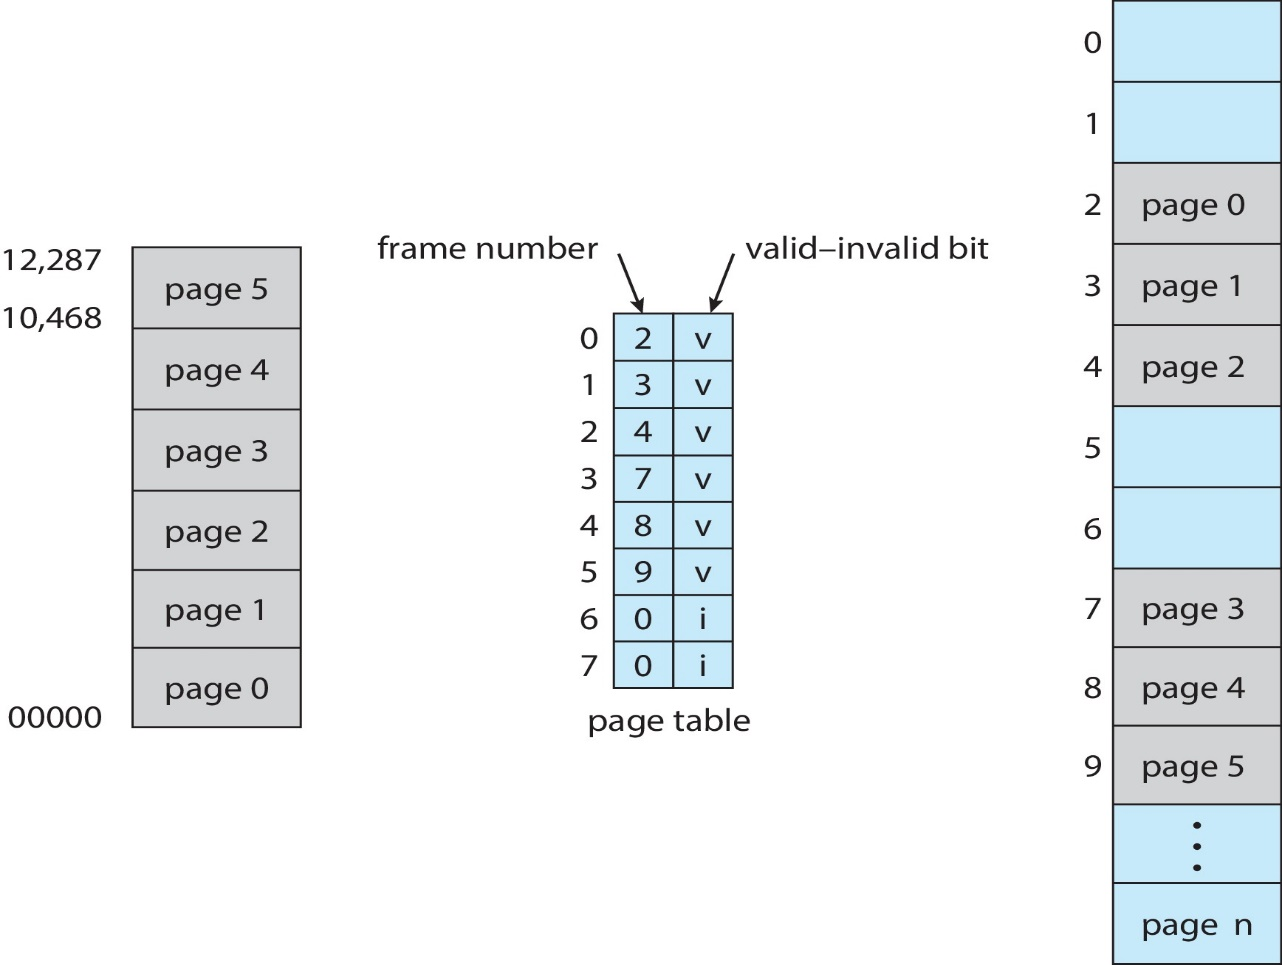 12,287
10,468
00000
page 5
page 4
page 3
page 2
page 1
page 0
frame number
valid–invalid bit
0 2 v
1 3 v
2 4 v
3 7 v
4 8 v
5 9 v
6 0 i
7 0 i
page table
0
1
2 page 0
3 page 1
4 page 2
5
6
7 page 3
8 page 4
9 page 5
page n